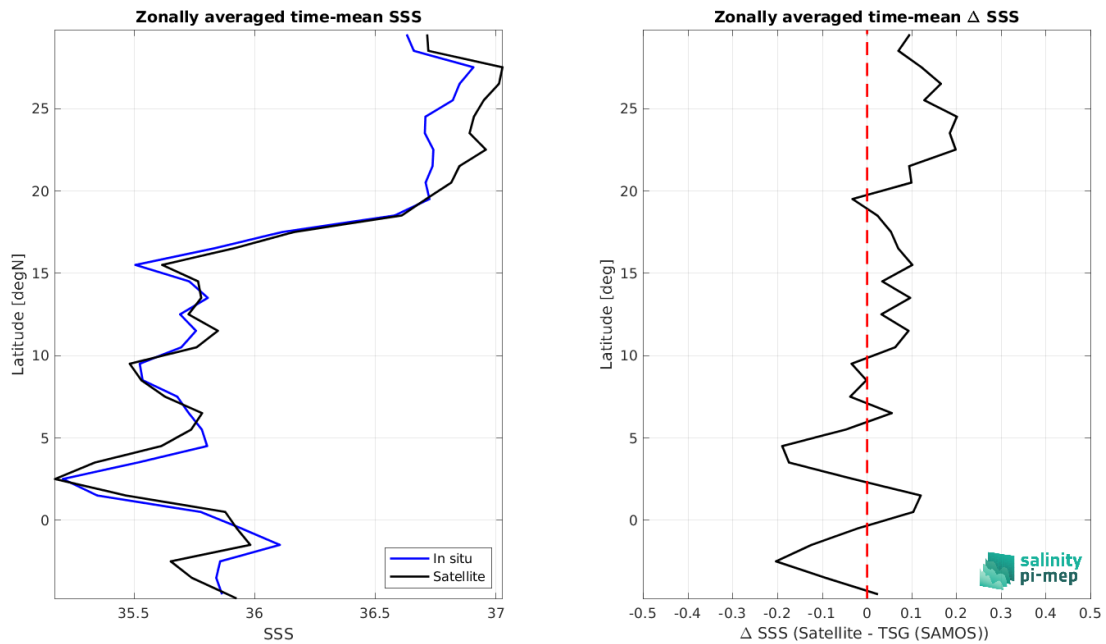 Zonally averaged time-mean SSS
25
20
15
10
5
0
Latitude [degN]
35.5
36
36.5
37
SSS
In situ
Satellite
Zonally averaged time-mean Δ SSS
25
20
15
10
5
0
Latitude [deg]
-0.5
-0.4
-0.3
-0.2
-0.1
0
0.1
0.2
0.3
0.4
0.5
Δ SSS (Satellite - TSG (SAMOS))
salinity
pi-mep